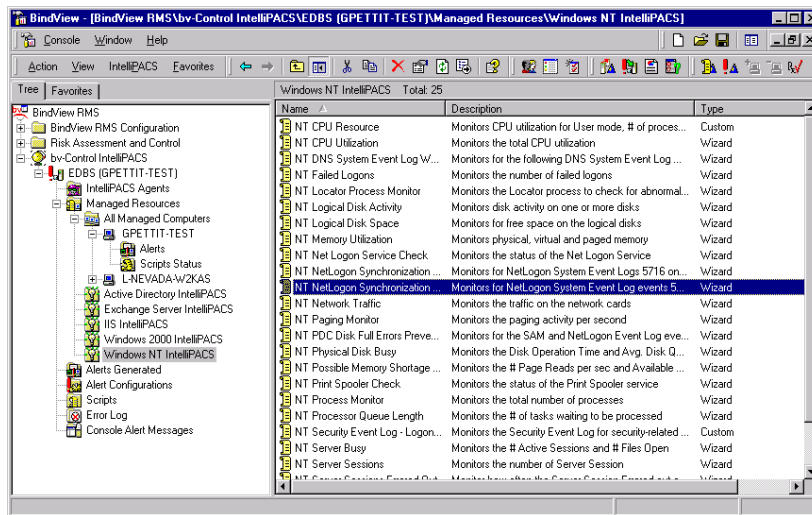 BindView - [BindView RMS\bv-Control IntelliPACS\EDBS (GPETTIT-TEST)\Managed Resources\Windows NT IntelliPACS]
Console Window Help
Action View IntelliPACS Favorites
Tree Favorites
Windows NT IntelliPACS Total: 25
BindView RMS
BindView RMS Configuration
Risk Assessment and Control
bv-Control IntelliPACS
EDBS (GPETTIT-TEST)
IntelliPACS Agents
Managed Resources
All Managed Computers
GPETTIT-TEST
Alerts
Scripts Status
L-NEVADA-W2KAS
Active Directory IntelliPACS
Exchange Server IntelliPACS
IIS IntelliPACS
Windows 2000 IntelliPACS
Windows NT IntelliPACS
Alerts Generated
Alert Configurations
Scripts
Error Log
Console Alert Messages
Name Description Type
NT CPU Resource Monitors CPU utilization for User mode, # of proces... Custom
NT CPU Utilization Monitors the total CPU utilization Wizard
NT DNS System Event Log W... Monitors for the following DNS System Event Log ... Wizard
NT Failed Logons Monitors the number of failed logons Wizard
NT Locator Process Monitor Monitors the Locator process to check for abnormal... Wizard
NT Logical Disk Activity Monitors disk activity on one or more disks Wizard
NT Logical Disk Space Monitors for free space on the logical disks Wizard
NT Memory Utilization Monitors physical, virtual and paged memory Wizard
NT Net Logon Service Check Monitors the status of the Net Logon Service Wizard
NT NetLogon Synchronization ... Monitors for NetLogon System Event Logs 5716 on... Wizard
NT NetLogon Synchronization ... Monitors for NetLogon System Event Log events 5... Wizard
NT Network Traffic Monitors the traffic on the network cards Wizard
NT Paging Monitor Monitors the paging activity per second Wizard
NT PDC Disk Full Errors Preve... Monitors for the SAM and NetLogon Event Log eve... Wizard
NT Physical Disk Busy Monitors the Disk Operation Time and Avg. Disk Q... Wizard
NT Possible Memory Shortage ... Monitors the # Page Reads per sec and Available ... Wizard
NT Print Spooler Check Monitors the status of the Print Spooler service Wizard
NT Process Monitor Monitors the total number of processes Wizard
NT Processor Queue Length Monitors the # of tasks waiting to be processed Wizard
NT Security Event Log - Logon... Monitors the Security Event Log for security-related ... Custom
NT Server Busy Monitors the # Active Sessions and # Files Open Wizard
NT Server Sessions Monitors the number of Server Session Wizard